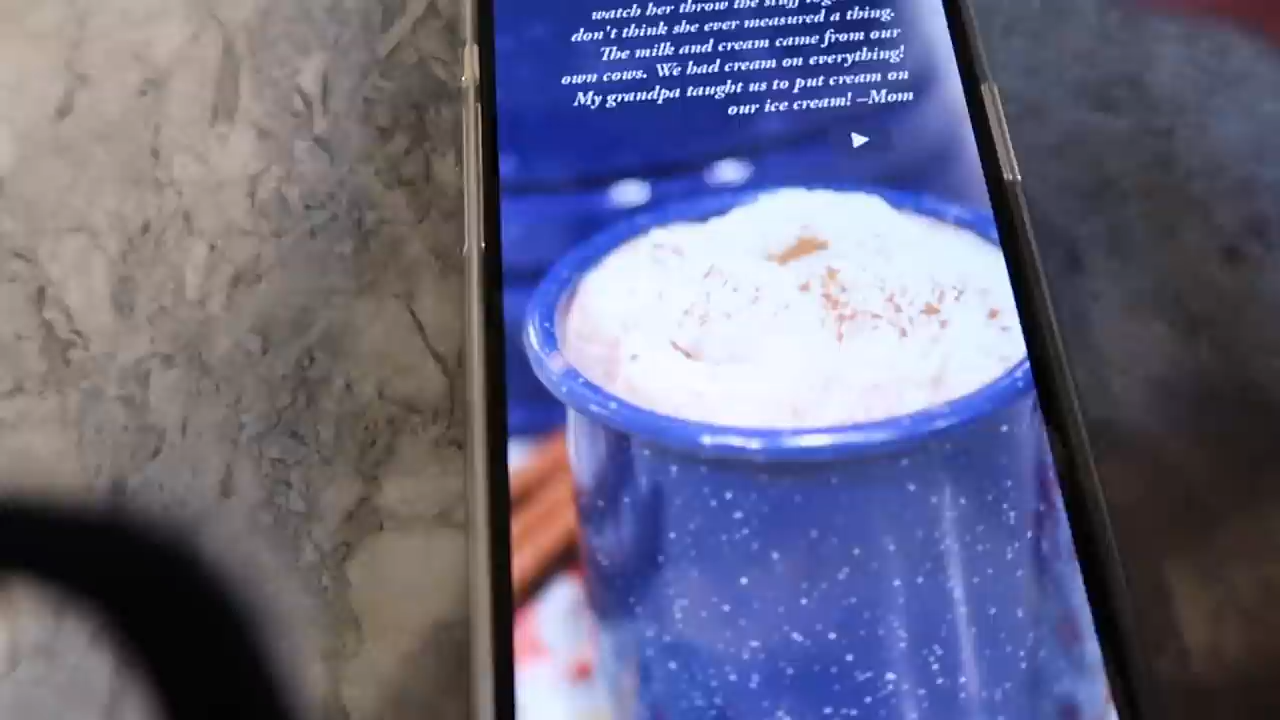 watch her throw the stuff
don't think she ever measured a thing.
The milk and cream came from our
own cows. We had cream on everything!
My grandpa taught us to put cream on
our ice cream! –Mom